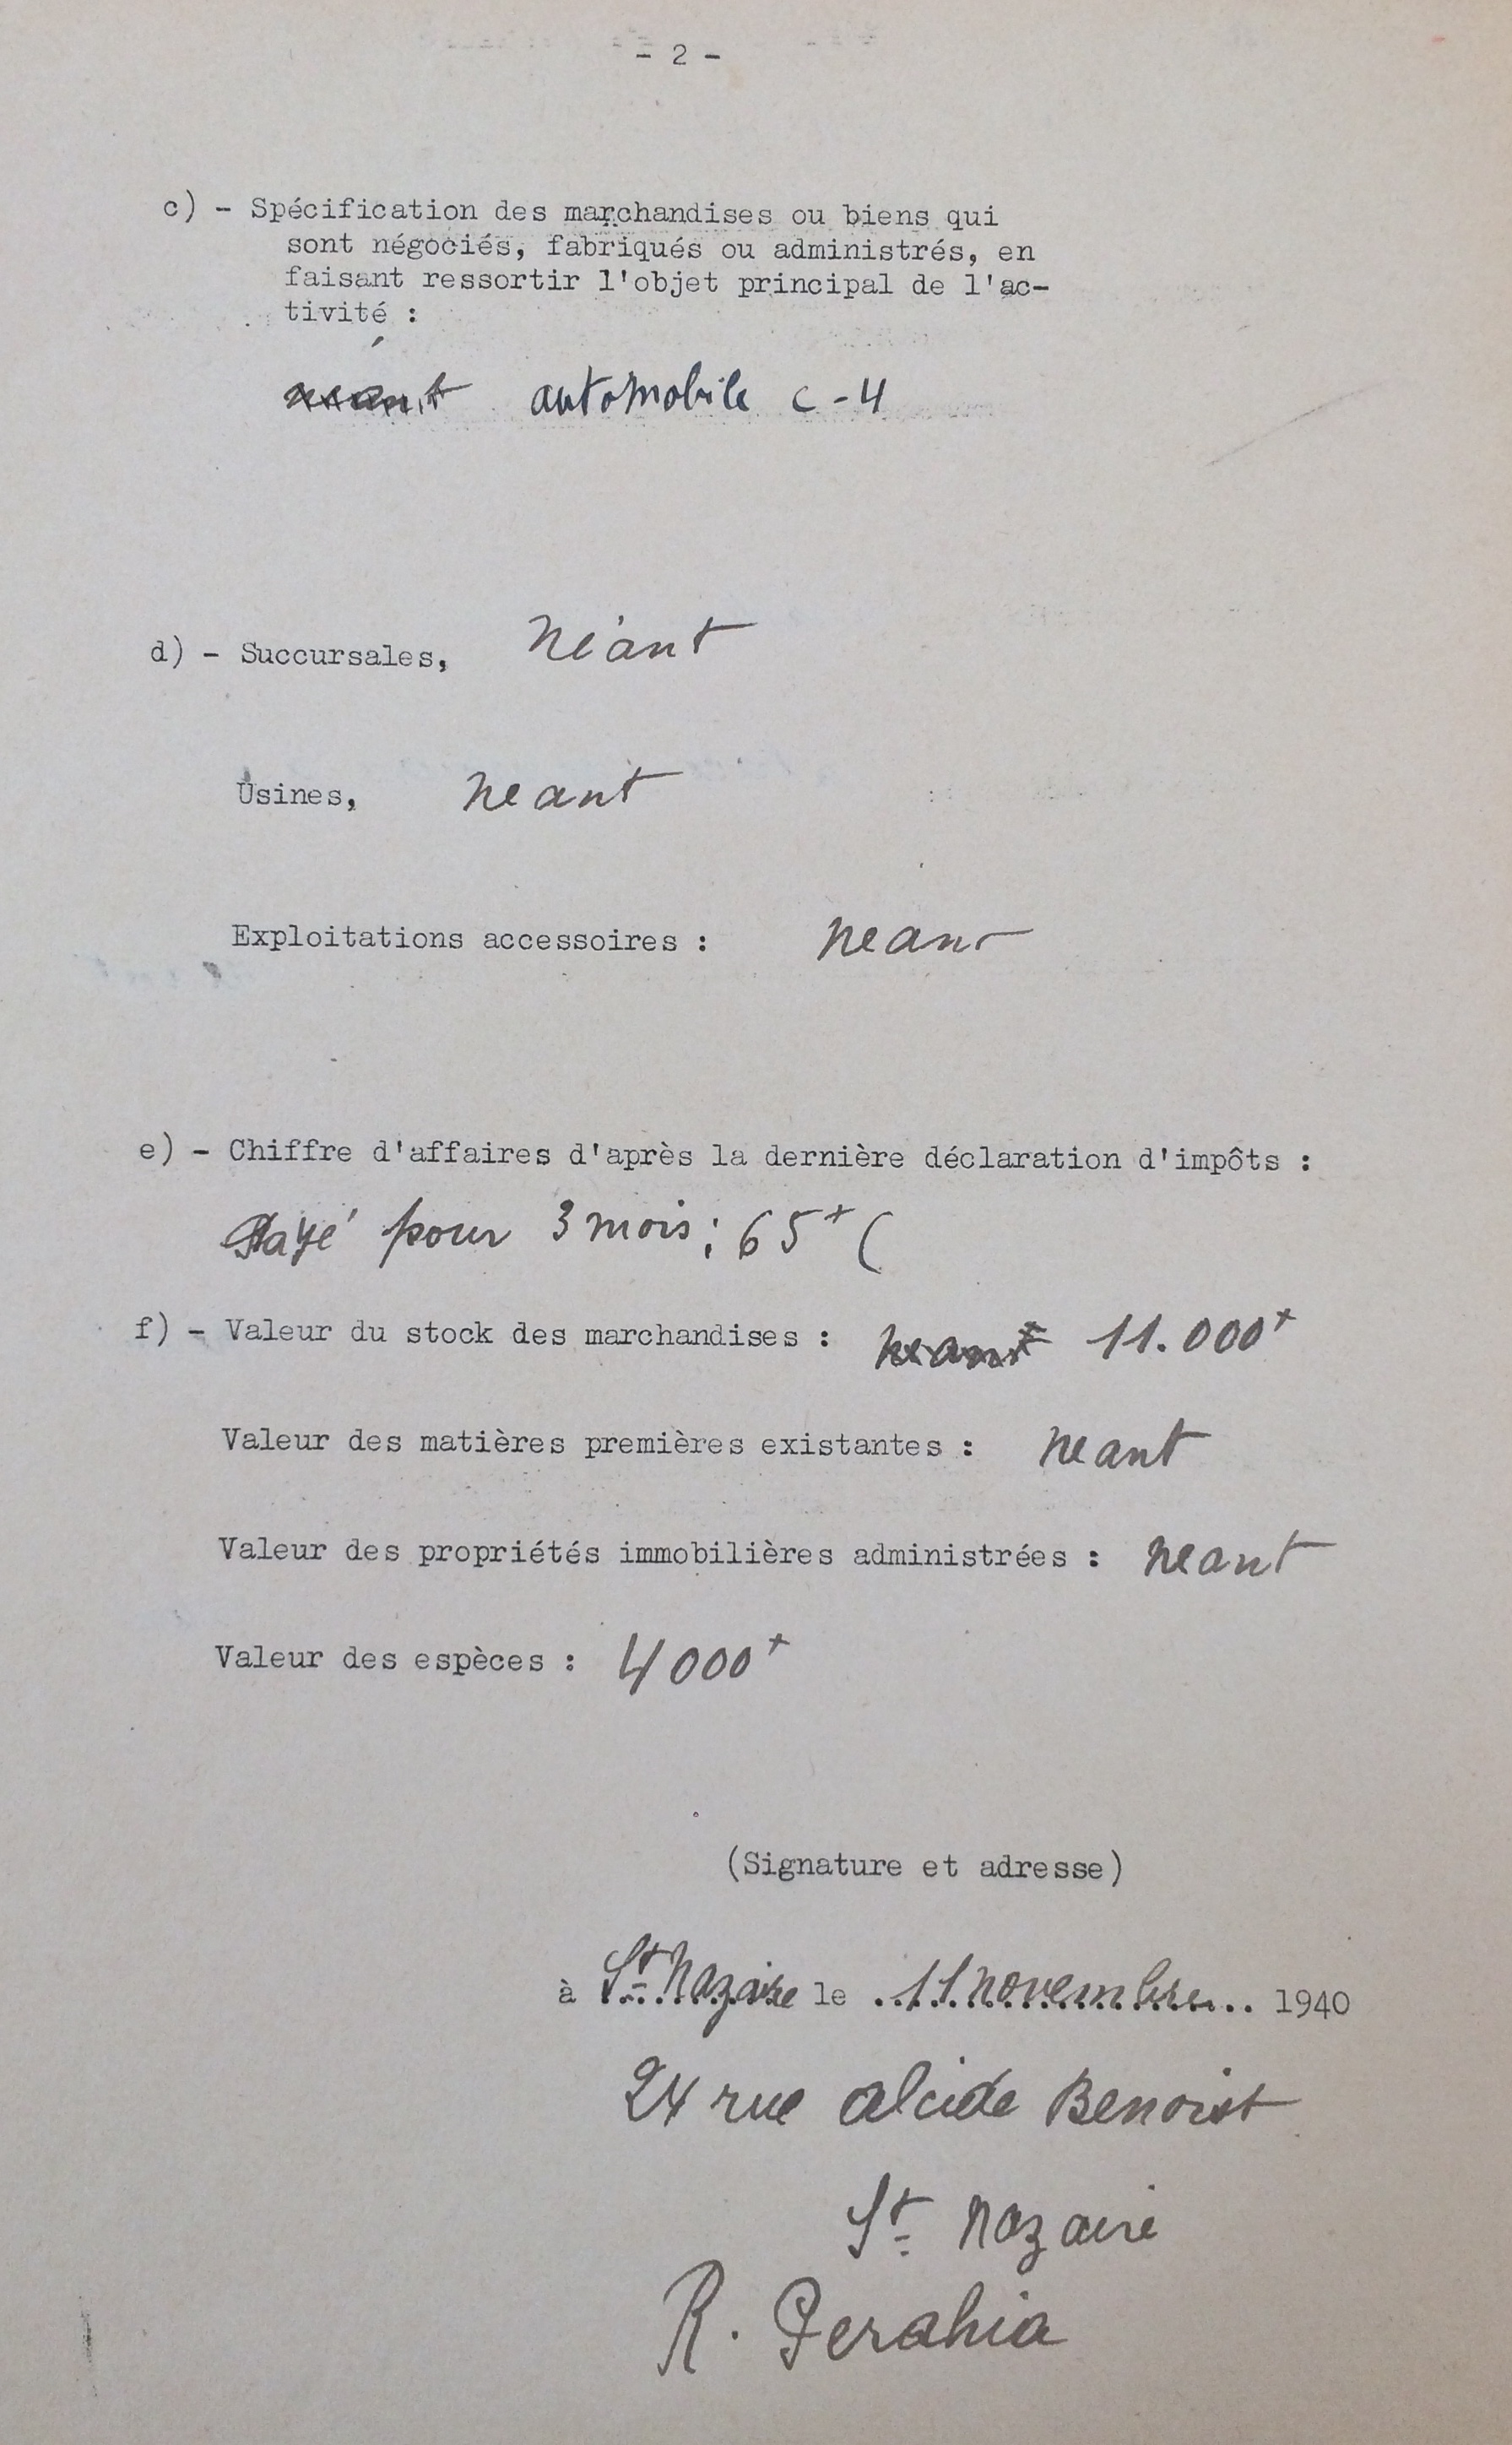 - 2 -
c) - Spécification des marchandises ou biens qui
sont négociés, fabriqués ou administrés, en
faisant ressortir l'objet principal de l'ac-
tivité :
neant automobile C-4
d) - Succursales, Néant
Usines, neant
Exploitations accessoires : neant
e) - Chiffre d'affaires d'après la dernière déclaration d'impôts :
Payé pour 3 mois : 65+ (
f) - Valeur du stock des marchandises : neant 11.000+
Valeur des matières premières existantes : neant
Valeur des propriétés immobilières administrées : neant
Valeur des espèces : 4000+
(Signature et adresse)
à St Nazaire le 11 novembre 1940
24 rue alcide Benoist
St Nazaire
R. Perahia